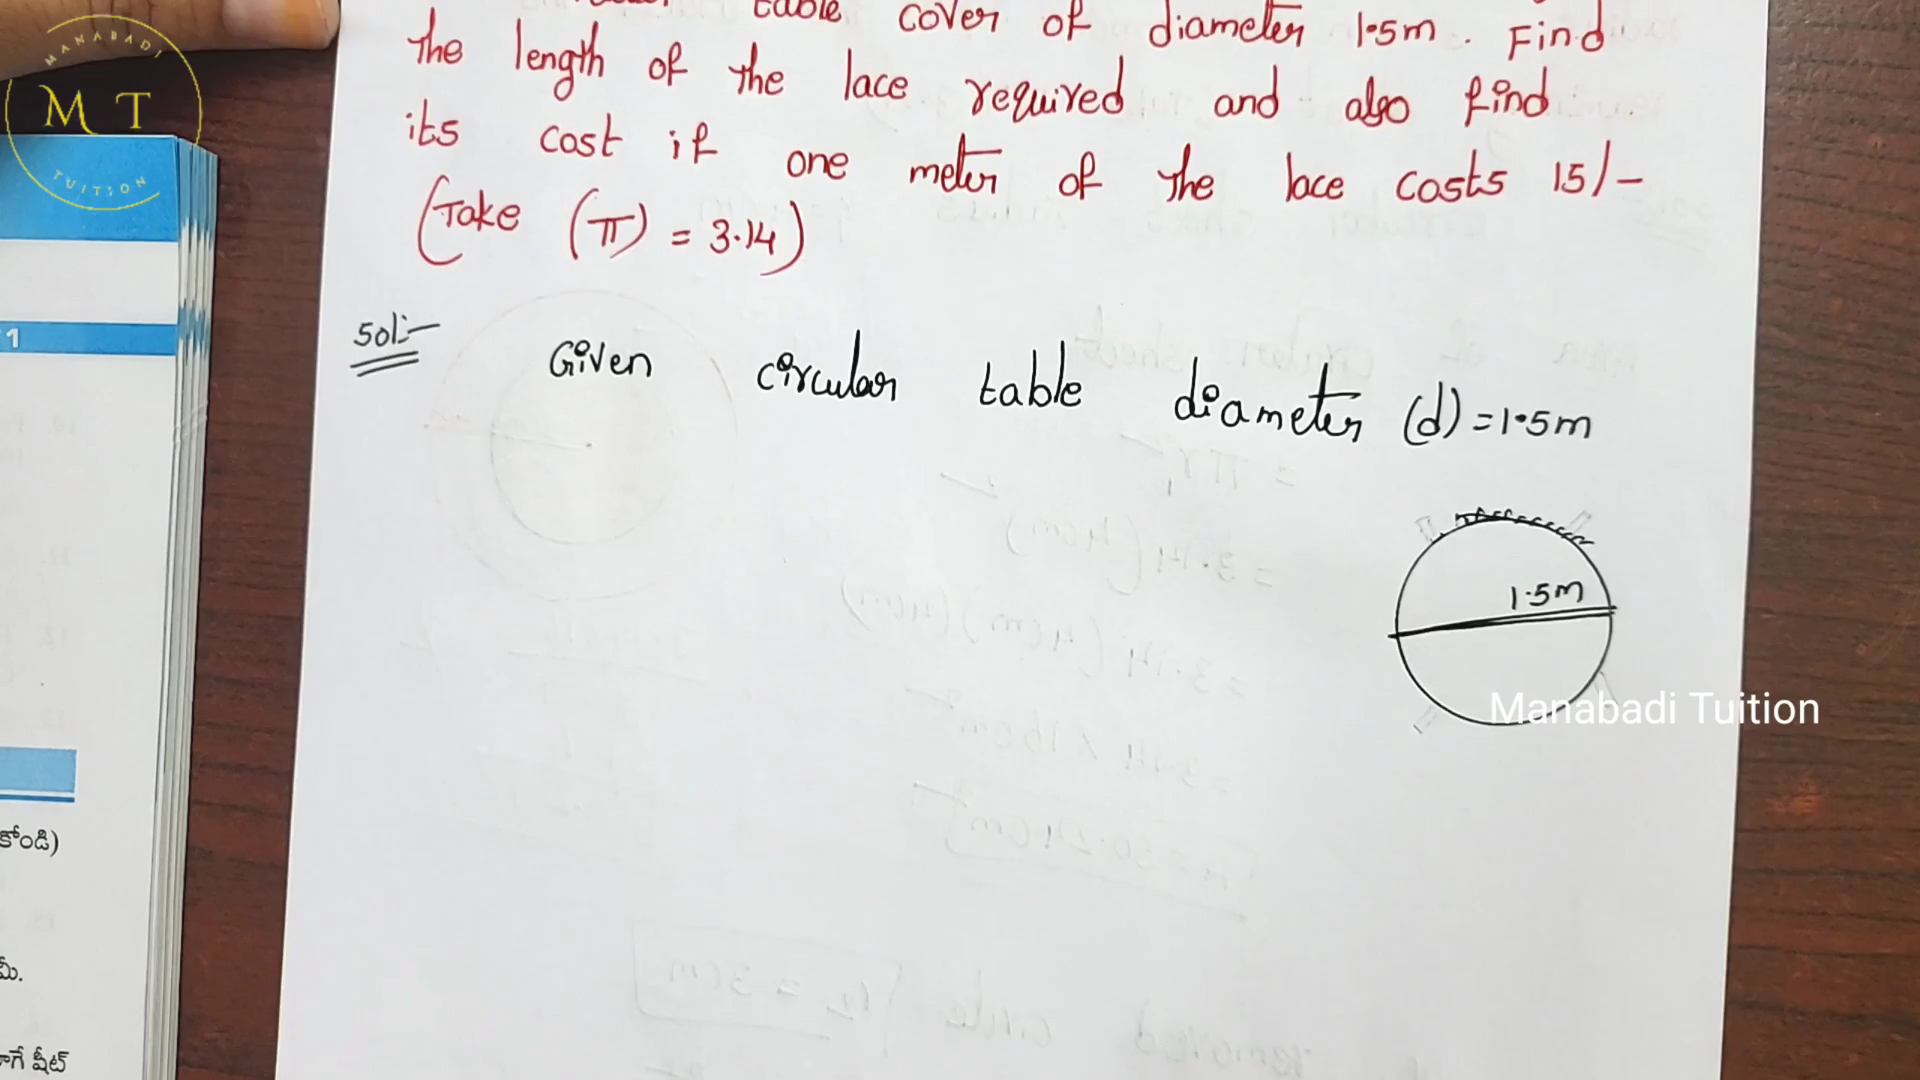 table cover of diameter 1.5m. Find
the length of the lace required and also find
its cost if one meter of the lace costs 15/-
(Take (π) = 3.14)
Sol:-
Given circular table diameter (d) = 1.5m
1.5m
Manabadi Tuition
MANABADI
MT
TUITION
1
కోండి)
మీ.
గే షీట్